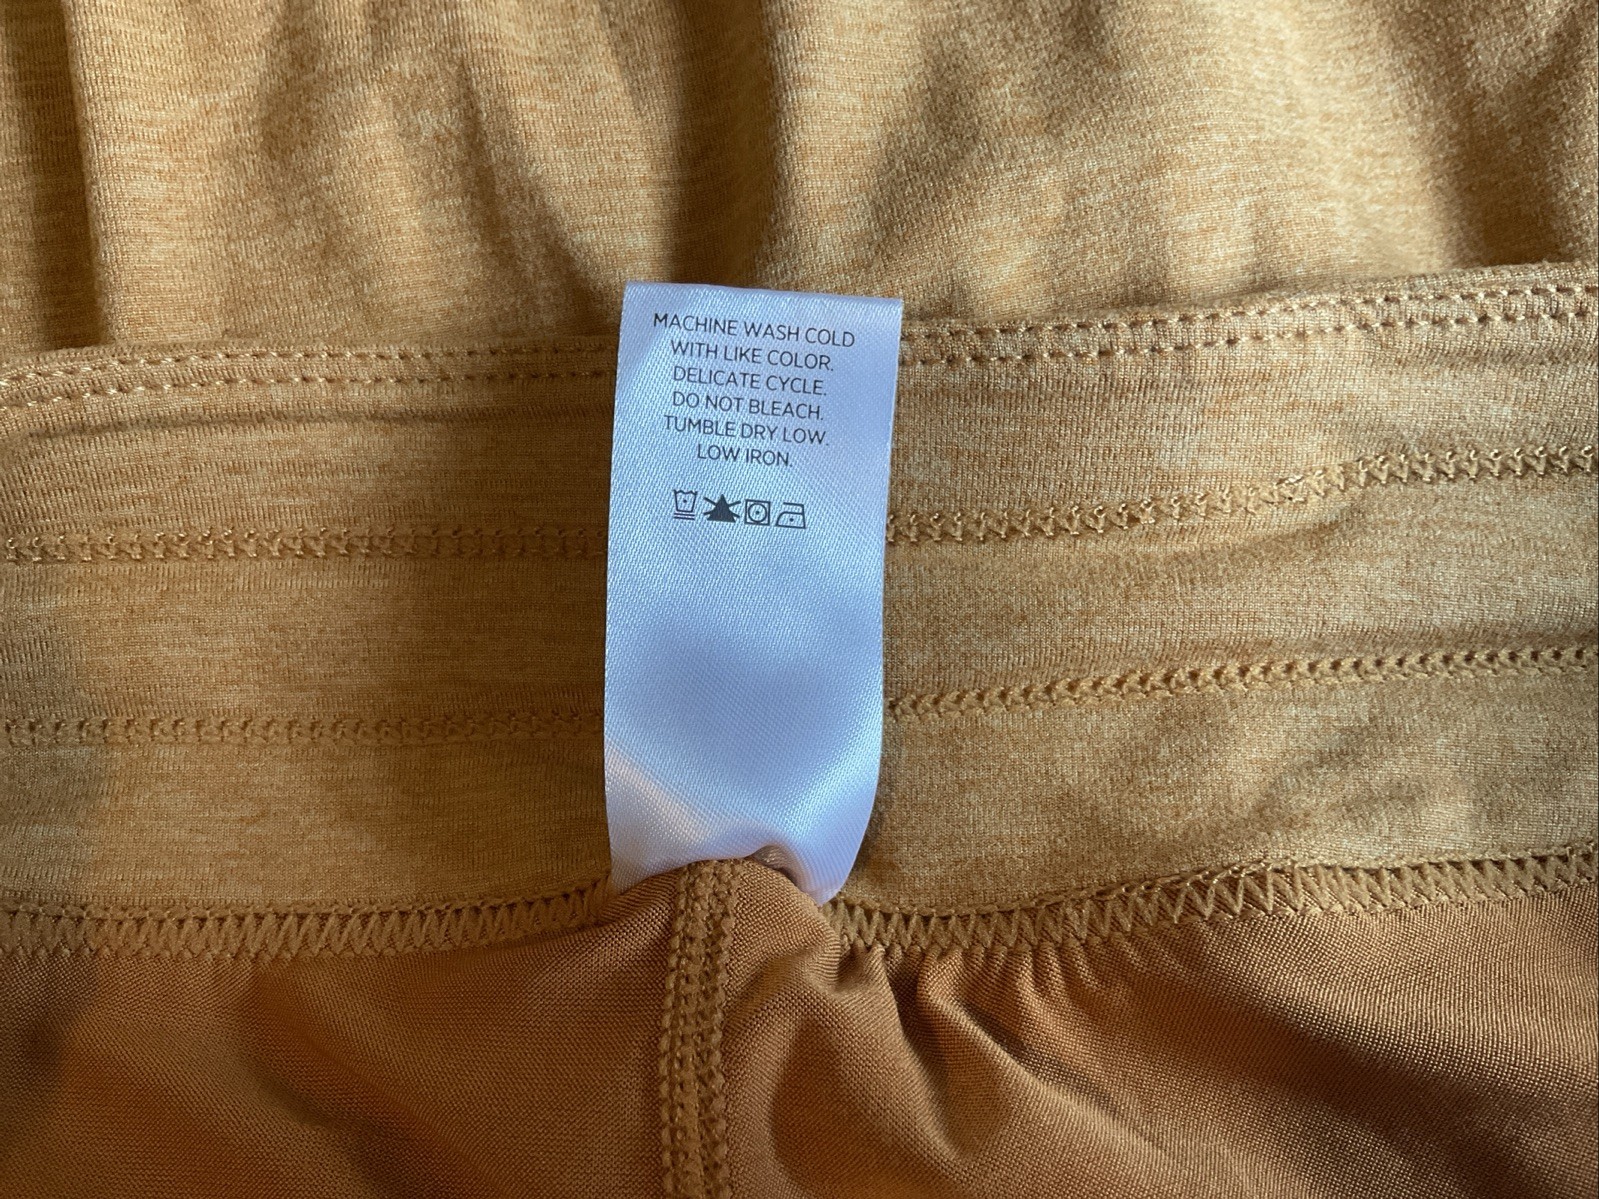 MACHINE WASH COLD
WITH LIKE COLOR.
DELICATE CYCLE.
DO NOT BLEACH.
TUMBLE DRY LOW.
LOW IRON.